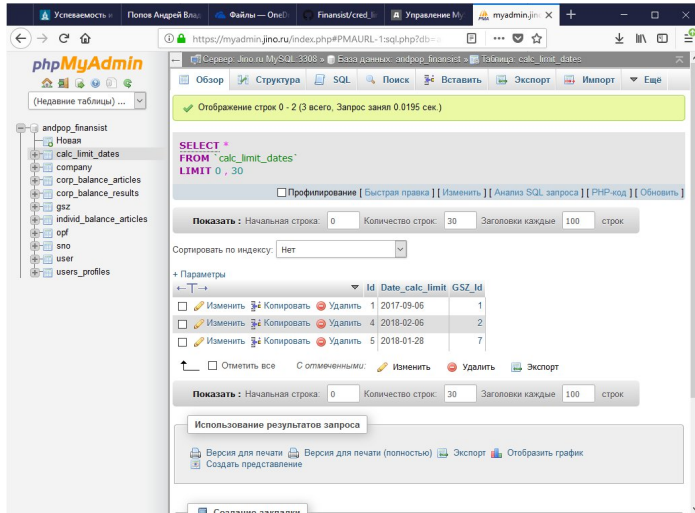 Успеваемость и
Попов Андрей Влад
Файлы — OneDr
Finansist/cred_li
Управление My
myadmin.jino
https://myadmin.jino.ru/index.php#PMAURL-1:sql.php?db=a
phpMyAdmin
(Недавние таблицы) ...
andpop_finansist
Новая
calc_limit_dates
company
corp_balance_articles
corp_balance_results
gsz
individ_balance_articles
opf
sno
user
users_profiles
Сервер: Jino.ru MySQL:3308 » База данных: andpop_finansist » Таблица: calc_limit_dates
Обзор Структура SQL Поиск Вставить Экспорт Импорт Ещё
Отображение строк 0 - 2 (3 всего, Запрос занял 0.0195 сек.)
SELECT *
FROM `calc_limit_dates`
LIMIT 0 , 30
Профилирование [ Быстрая правка ] [ Изменить ] [ Анализ SQL запроса ] [ PHP-код ] [ Обновить ]
Показать : Начальная строка: 0 Количество строк: 30 Заголовки каждые 100 строк
Сортировать по индексу: Нет
+ Параметры
←T→ Id Date_calc_limit GSZ_Id
Изменить Копировать Удалить 1 2017-09-06 1
Изменить Копировать Удалить 4 2018-02-06 2
Изменить Копировать Удалить 5 2018-01-28 7
Отметить все С отмеченными: Изменить Удалить Экспорт
Показать : Начальная строка: 0 Количество строк: 30 Заголовки каждые 100 строк
Использование результатов запроса
Версия для печати Версия для печати (полностью) Экспорт Отобразить график
Создать представление
Создание закладки